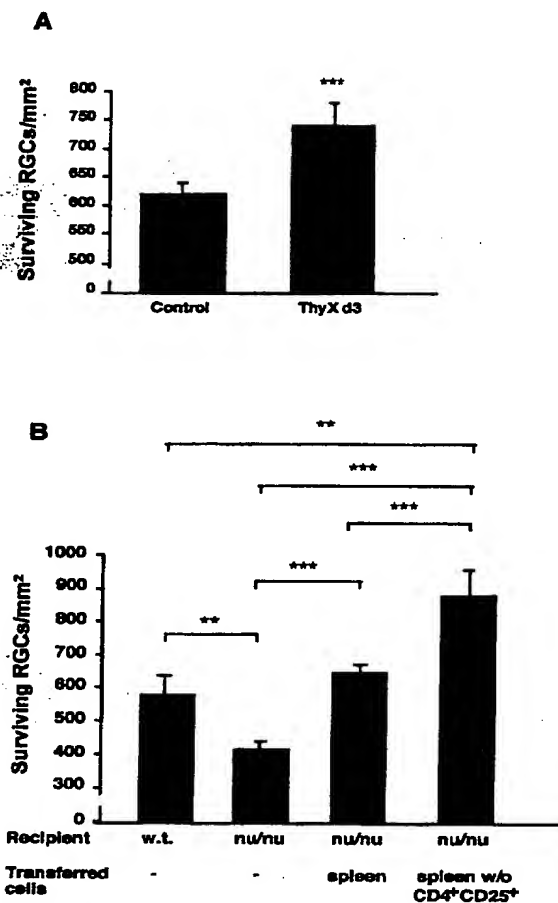 A
***
Surviving RGCs/mm²
800
750
700
650
600
550
500
0
Control ThyX d3
B
**
***
***
***
**
Surviving RGCs/mm²
1000
900
800
700
600
500
400
300
0
Recipient w.t. nu/nu nu/nu nu/nu
Transferred cells - - spleen spleen w/o
CD4⁺CD25⁺